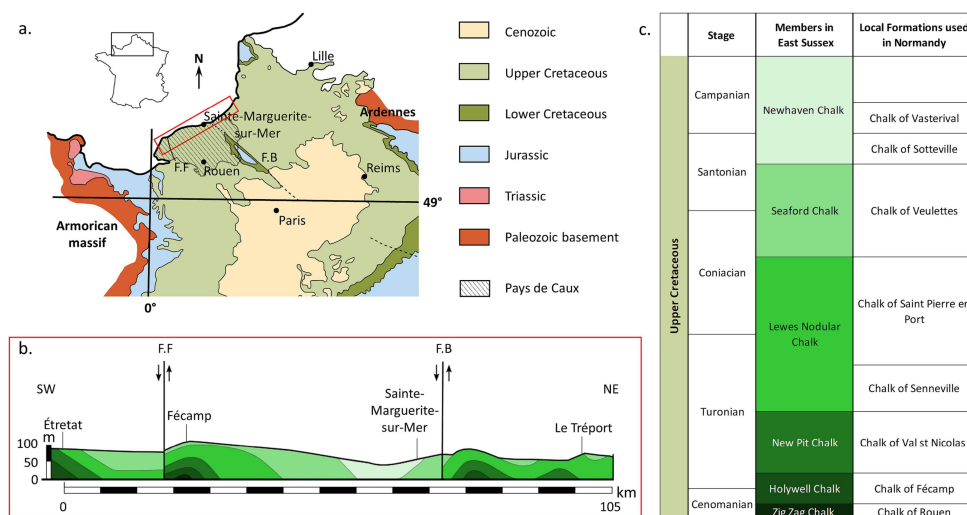 a.
N
Lille
Sainte-Marguerite-
sur-Mer
Ardennes
F.F
Rouen
F.B
Reims
49°
Paris
Armorican
massif
0°
Cenozoic
Upper Cretaceous
Lower Cretaceous
Jurassic
Triassic
Paleozoic basement
Pays de Caux
b.
F.F
F.B
SW
NE
Étretat
Fécamp
Sainte-
Marguerite-
sur-Mer
Le Tréport
100
m
50
0
km
0
105
c.
Stage
Members in
East Sussex
Local Formations used
in Normandy
Upper Cretaceous
Campanian
Newhaven Chalk
Chalk of Vasterival
Chalk of Sotteville
Santonian
Seaford Chalk
Chalk of Veulettes
Coniacian
Lewes Nodular
Chalk
Chalk of Saint Pierre en
Port
Chalk of Senneville
Turonian
New Pit Chalk
Chalk of Val st Nicolas
Holywell Chalk
Chalk of Fécamp
Cenomanian
Zig Zag Chalk
Chalk of Rouen